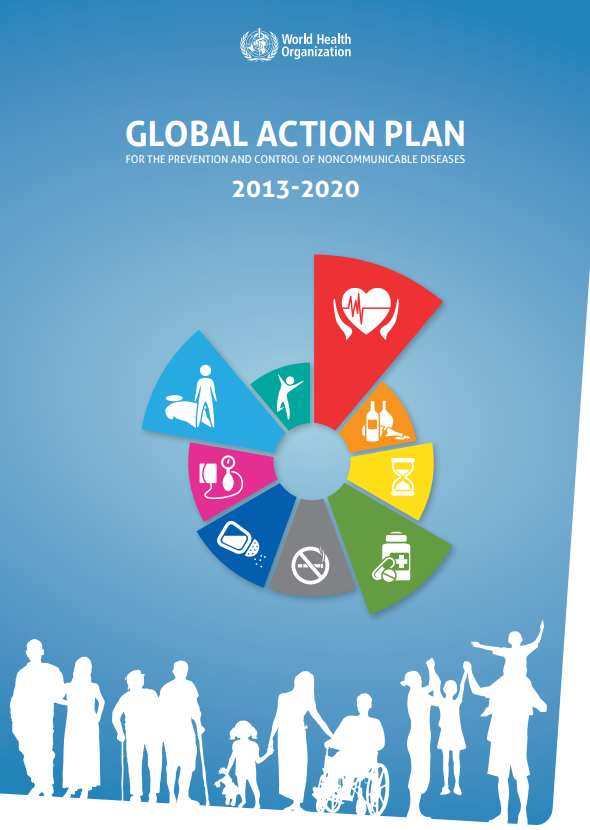 World Health
Organization
GLOBAL ACTION PLAN
FOR THE PREVENTION AND CONTROL OF NONCOMMUNICABLE DISEASES
2013-2020